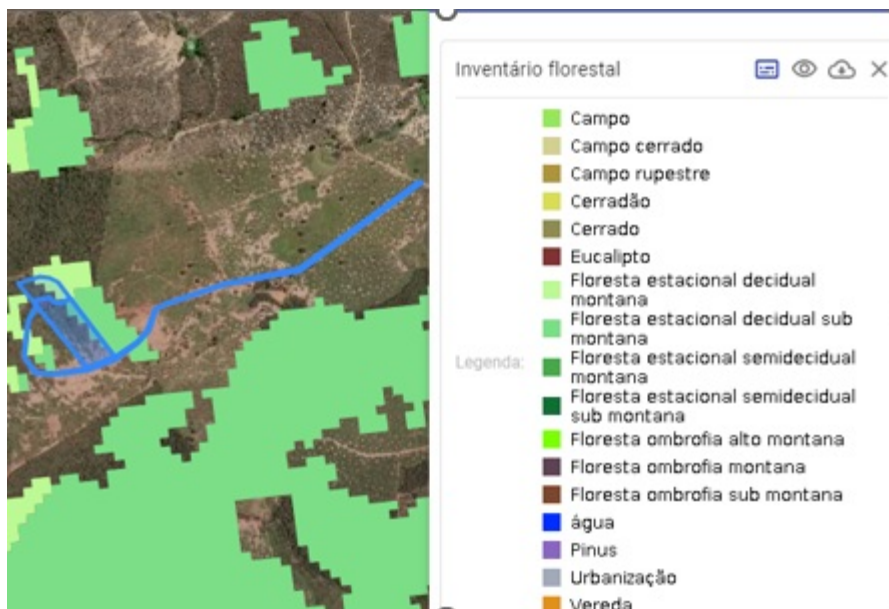 Inventário florestal
Campo
Campo cerrado
Campo rupestre
Cerradão
Cerrado
Eucalipto
Floresta estacional decidual
montana
Floresta estacional decidual sub
montana
Legenda:
Floresta estacional semidecidual
montana
Floresta estacional semidecidual
sub montana
Floresta ombrofia alto montana
Floresta ombrofia montana
Floresta ombrofia sub montana
água
Pinus
Urbanização
Vereda